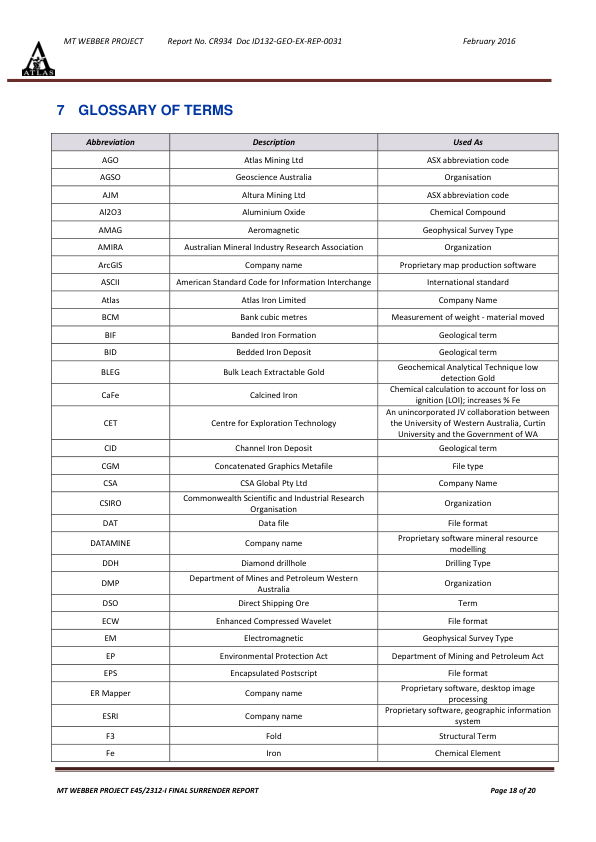 MT WEBBER PROJECT Report No. CR934 Doc ID132-GEO-EX-REP-0031 February 2016
ATLAS
7 GLOSSARY OF TERMS
Abbreviation Description Used As
AGO Atlas Mining Ltd ASX abbreviation code
AGSO Geoscience Australia Organisation
AJM Altura Mining Ltd ASX abbreviation code
Al2O3 Aluminium Oxide Chemical Compound
AMAG Aeromagnetic Geophysical Survey Type
AMIRA Australian Mineral Industry Research Association Organization
ArcGIS Company name Proprietary map production software
ASCII American Standard Code for Information Interchange International standard
Atlas Atlas Iron Limited Company Name
BCM Bank cubic metres Measurement of weight - material moved
BIF Banded Iron Formation Geological term
BID Bedded Iron Deposit Geological term
BLEG Bulk Leach Extractable Gold Geochemical Analytical Technique low
detection Gold
CaFe Calcined Iron Chemical calculation to account for loss on
ignition (LOI); increases % Fe
CET Centre for Exploration Technology An unincorporated JV collaboration between
the University of Western Australia, Curtin
University and the Government of WA
CID Channel Iron Deposit Geological term
CGM Concatenated Graphics Metafile File type
CSA CSA Global Pty Ltd Company Name
CSIRO Commonwealth Scientific and Industrial Research
Organisation Organization
DAT Data file File format
DATAMINE Company name Proprietary software mineral resource
modelling
DDH Diamond drillhole Drilling Type
DMP Department of Mines and Petroleum Western
Australia Organization
DSO Direct Shipping Ore Term
ECW Enhanced Compressed Wavelet File format
EM Electromagnetic Geophysical Survey Type
EP Environmental Protection Act Department of Mining and Petroleum Act
EPS Encapsulated Postscript File format
ER Mapper Company name Proprietary software, desktop image
processing
ESRI Company name Proprietary software, geographic information
system
F3 Fold Structural Term
Fe Iron Chemical Element
MT WEBBER PROJECT E45/2312-I FINAL SURRENDER REPORT Page 18 of 20